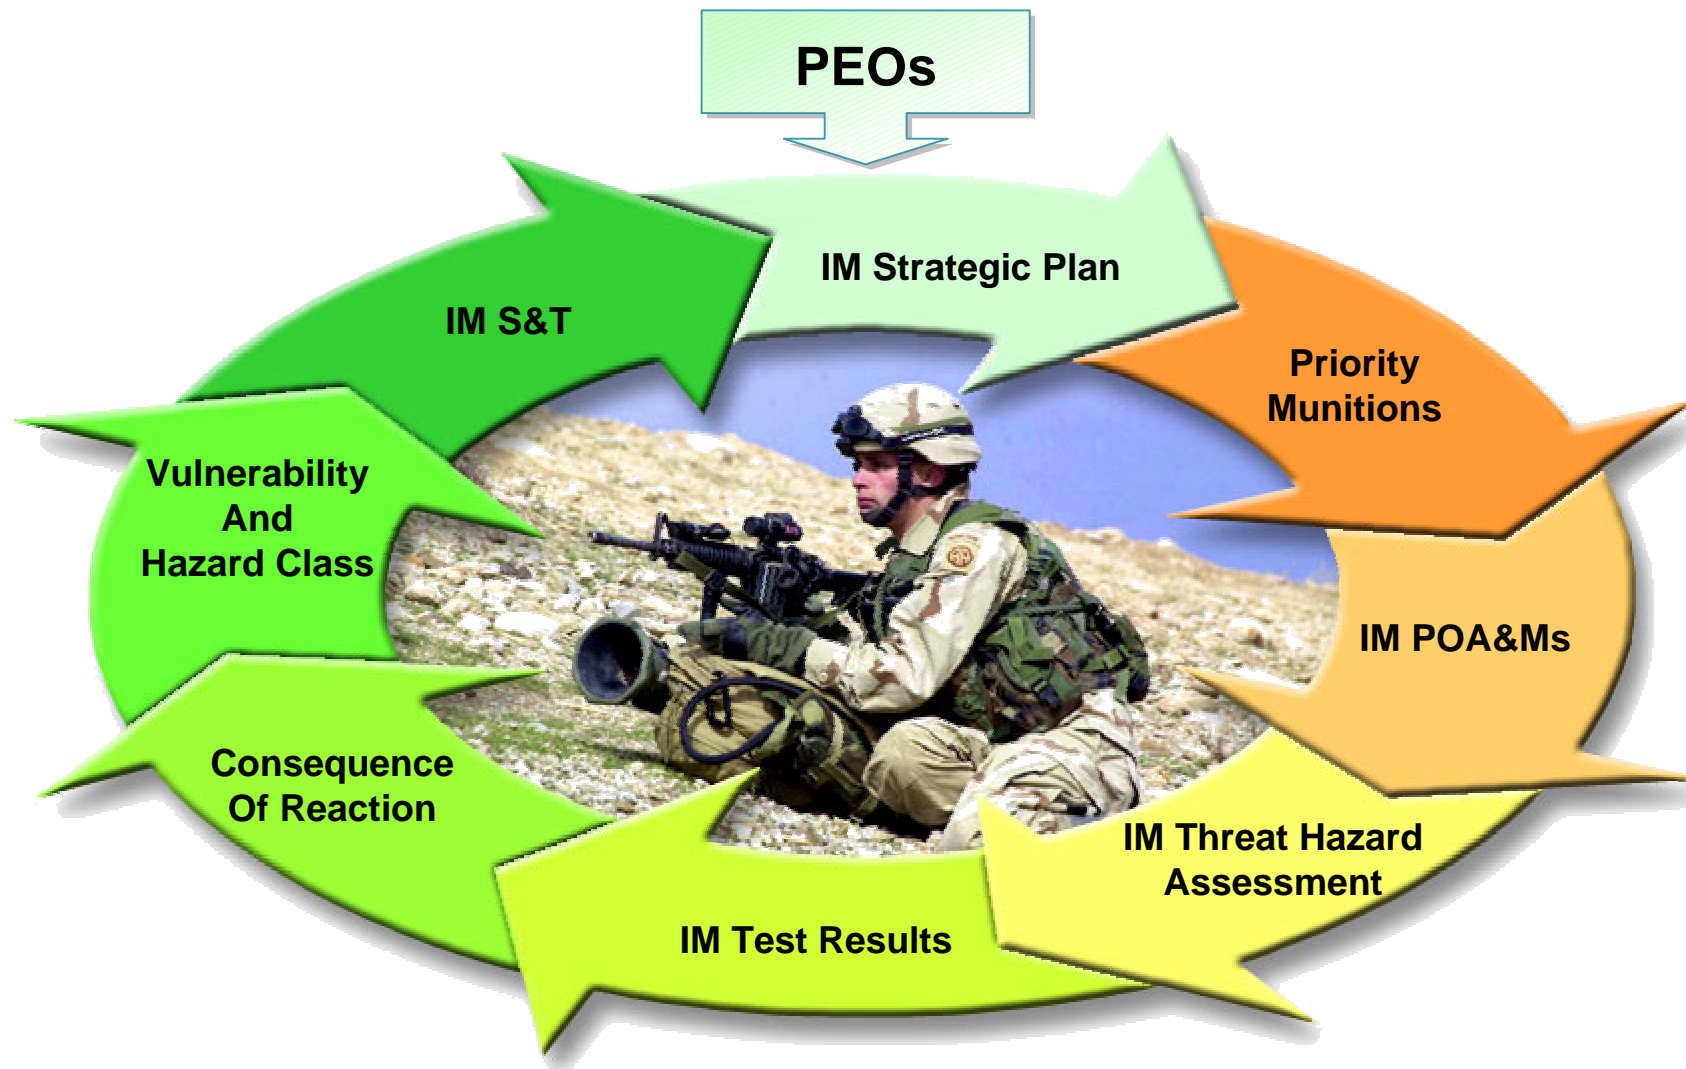 PEOs
IM Strategic Plan
Priority
Munitions
IM POA&Ms
IM Threat Hazard
Assessment
IM Test Results
Consequence
Of Reaction
Vulnerability
And
Hazard Class
IM S&T